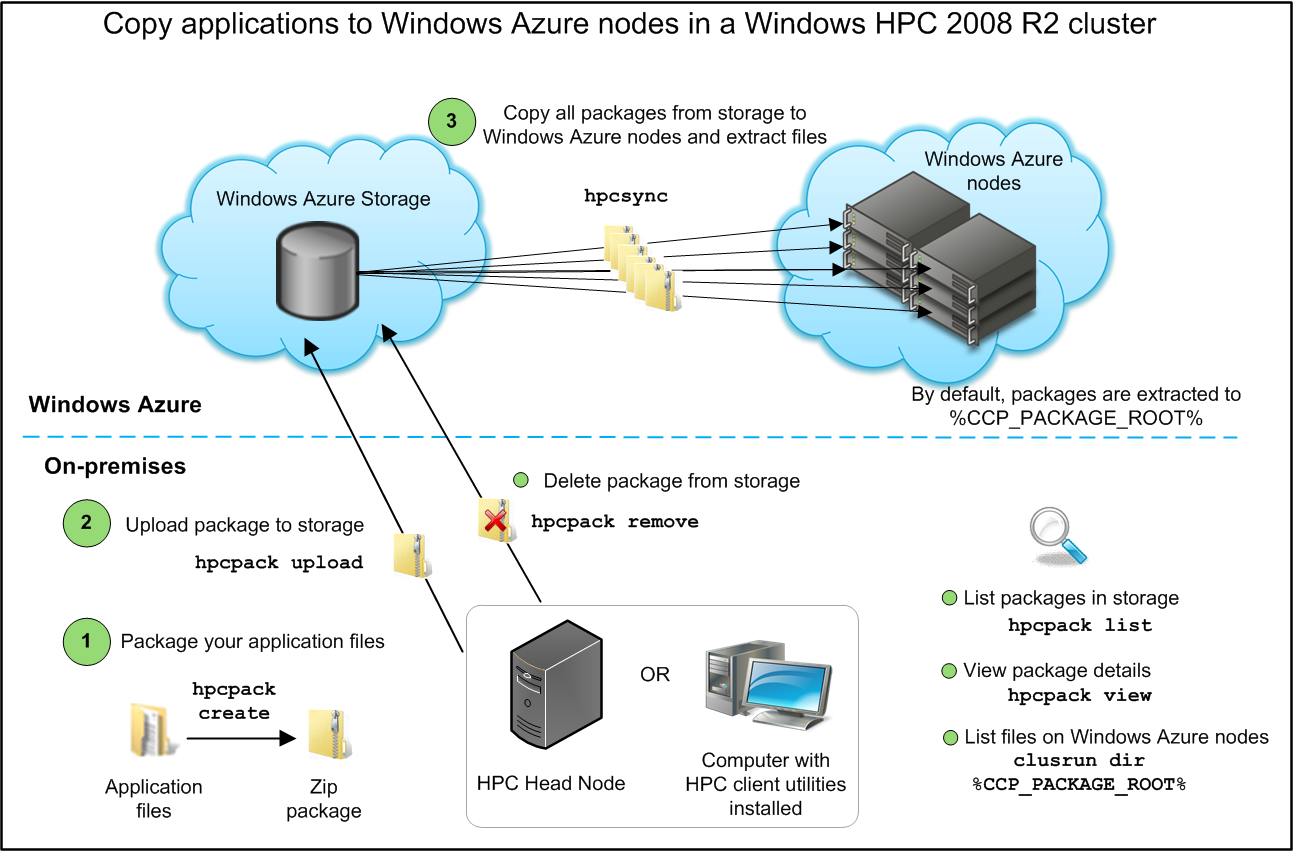 Copy applications to Windows Azure nodes in a Windows HPC 2008 R2 cluster
3
Copy all packages from storage to
Windows Azure nodes and extract files
Windows Azure Storage
hpcsync
Windows Azure
nodes
By default, packages are extracted to
%CCP_PACKAGE_ROOT%
Windows Azure
On-premises
2
Upload package to storage
hpcpack upload
Delete package from storage
hpcpack remove
1
Package your application files
hpcpack
create
Application
files
Zip
package
HPC Head Node
OR
Computer with
HPC client utilities
installed
List packages in storage
hpcpack list
View package details
hpcpack view
List files on Windows Azure nodes
clusrun dir
%CCP_PACKAGE_ROOT%